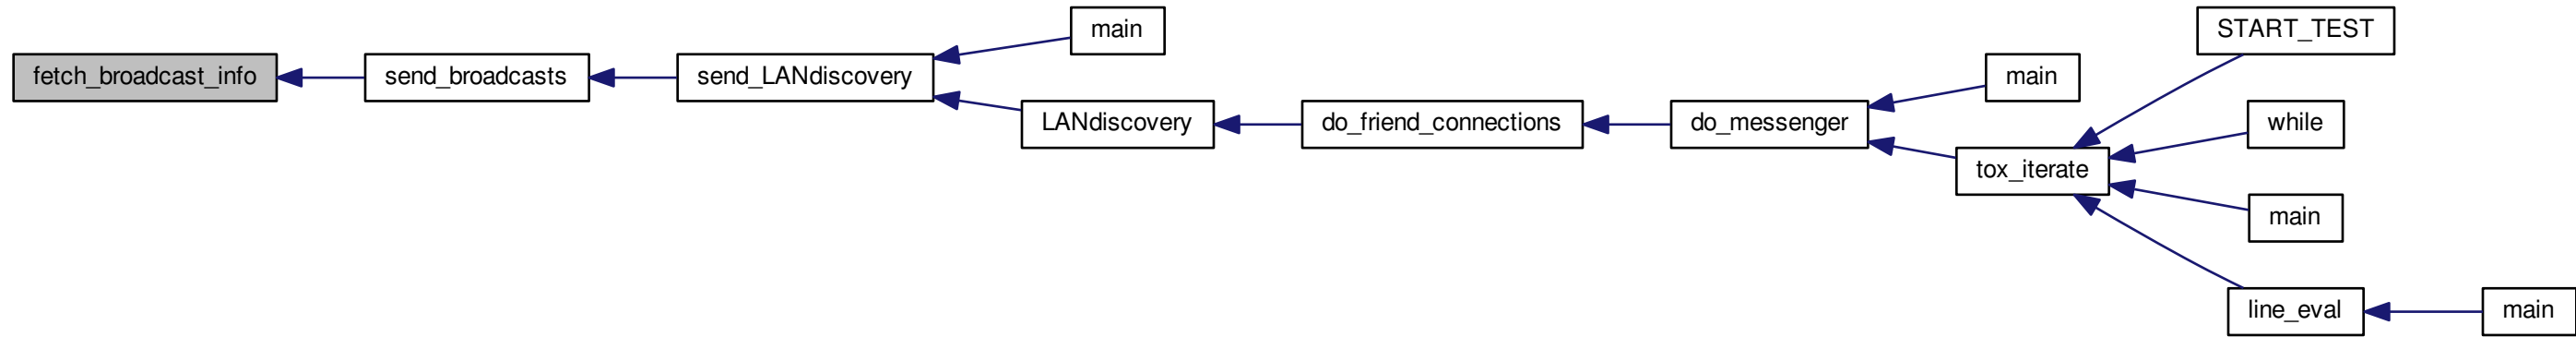 fetch_broadcast_info
send_broadcasts
send_LANdiscovery
main
LANdiscovery
do_friend_connections
do_messenger
main
tox_iterate
START_TEST
while
main
line_eval
main